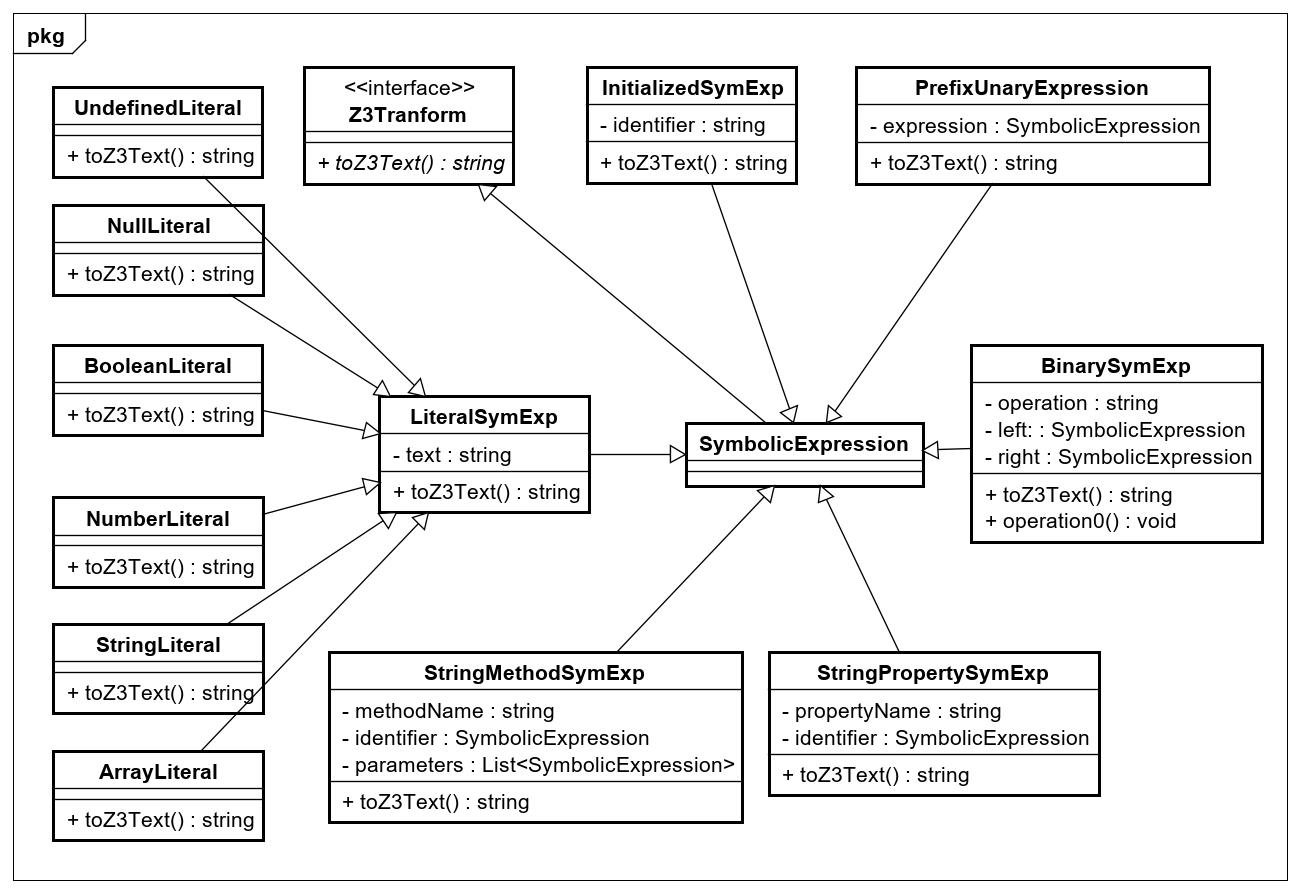 pkg
UndefinedLiteral
+ toZ3Text() : string
<<interface>>
Z3Tranform
+ toZ3Text() : string
InitializedSymExp
- identifier : string
+ toZ3Text() : string
PrefixUnaryExpression
- expression : SymbolicExpression
+ toZ3Text() : string
NullLiteral
+ toZ3Text() : string
BooleanLiteral
+ toZ3Text() : string
LiteralSymExp
- text : string
+ toZ3Text() : string
SymbolicExpression
BinarySymExp
- operation : string
- left: : SymbolicExpression
- right : SymbolicExpression
+ toZ3Text() : string
+ operation0() : void
NumberLiteral
+ toZ3Text() : string
StringLiteral
+ toZ3Text() : string
ArrayLiteral
+ toZ3Text() : string
StringMethodSymExp
- methodName : string
- identifier : SymbolicExpression
- parameters : List<SymbolicExpression>
+ toZ3Text() : string
StringPropertySymExp
- propertyName : string
- identifier : SymbolicExpression
+ toZ3Text() : string